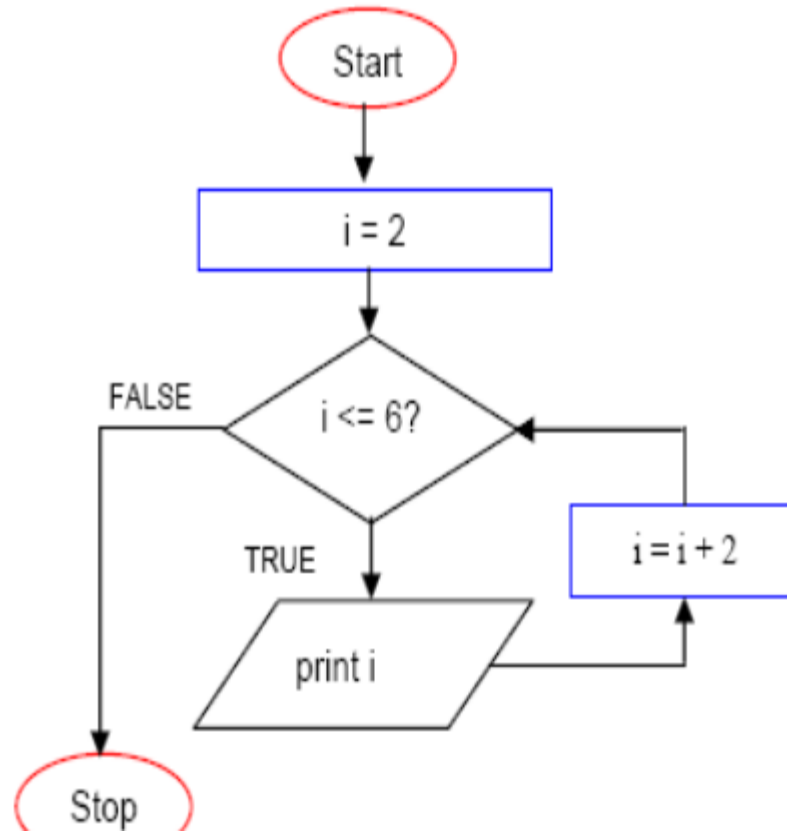 Start
i = 2
i <= 6?
FALSE
TRUE
i = i + 2
print i
Stop